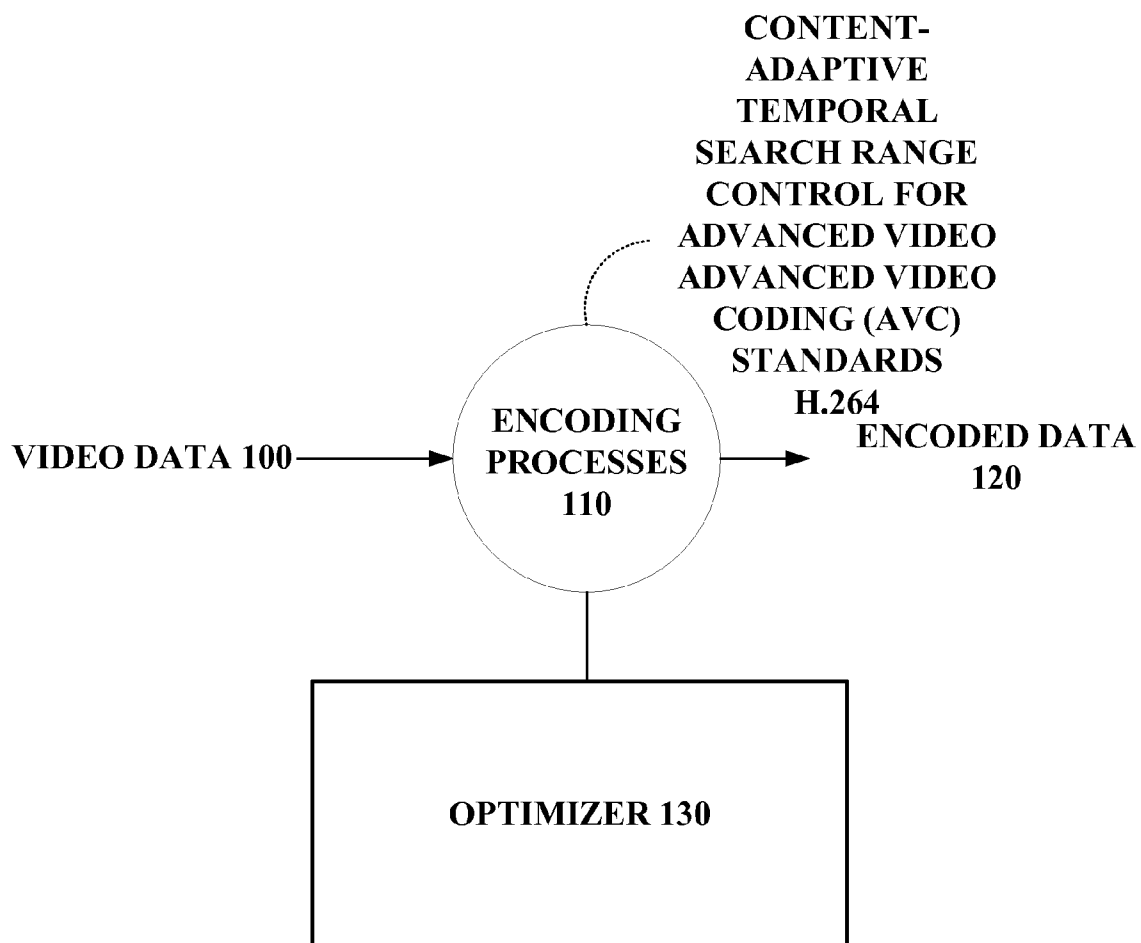 CONTENT-
ADAPTIVE
TEMPORAL
SEARCH RANGE
CONTROL FOR
ADVANCED VIDEO
ADVANCED VIDEO
CODING (AVC)
STANDARDS
H.264
VIDEO DATA 100
ENCODING
PROCESSES
110
ENCODED DATA
120
OPTIMIZER 130